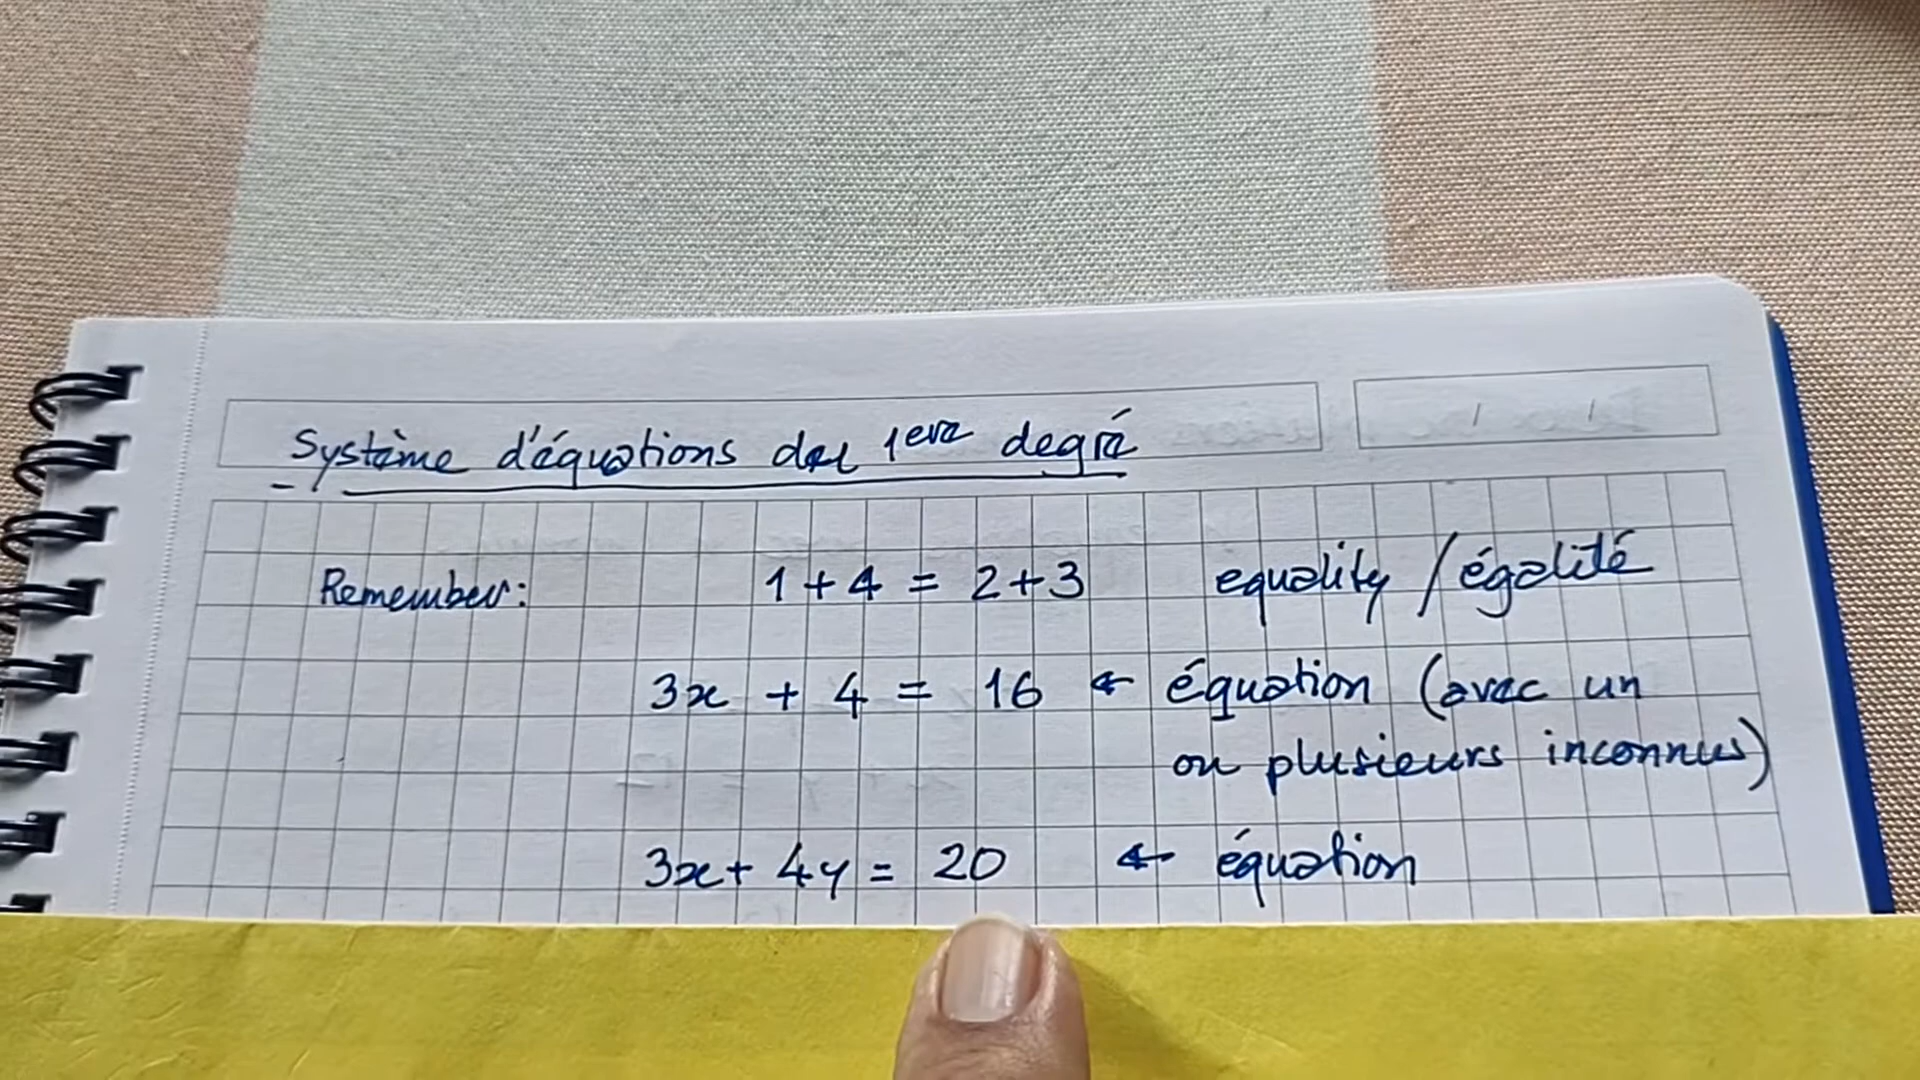 Système d'équations du 1ere degré
Remember: 1 + 4 = 2 + 3 equality / égalité
3x + 4 = 16 ← équation (avec un
ou plusieurs inconnus)
3x + 4y = 20 ← équation